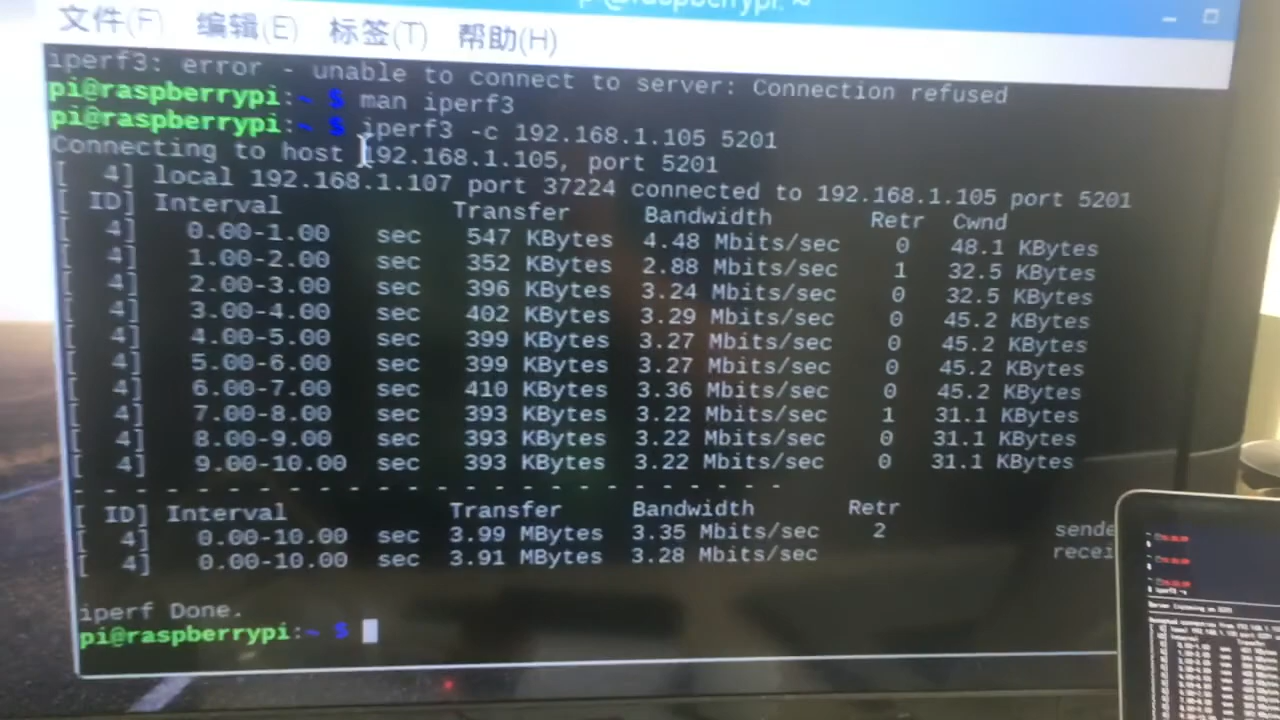 pi@raspberrypi: ~
文件(F) 编辑(E) 标签(T) 帮助(H)
iperf3: error - unable to connect to server: Connection refused
pi@raspberrypi:~ $ man iperf3
pi@raspberrypi:~ $ iperf3 -c 192.168.1.105 5201
Connecting to host 192.168.1.105, port 5201
[ 4] local 192.168.1.107 port 37224 connected to 192.168.1.105 port 5201
[ ID] Interval Transfer Bandwidth Retr Cwnd
[ 4] 0.00-1.00 sec 547 KBytes 4.48 Mbits/sec 0 48.1 KBytes
[ 4] 1.00-2.00 sec 352 KBytes 2.88 Mbits/sec 1 32.5 KBytes
[ 4] 2.00-3.00 sec 396 KBytes 3.24 Mbits/sec 0 32.5 KBytes
[ 4] 3.00-4.00 sec 402 KBytes 3.29 Mbits/sec 0 45.2 KBytes
[ 4] 4.00-5.00 sec 399 KBytes 3.27 Mbits/sec 0 45.2 KBytes
[ 4] 5.00-6.00 sec 399 KBytes 3.27 Mbits/sec 0 45.2 KBytes
[ 4] 6.00-7.00 sec 410 KBytes 3.36 Mbits/sec 0 45.2 KBytes
[ 4] 7.00-8.00 sec 393 KBytes 3.22 Mbits/sec 1 31.1 KBytes
[ 4] 8.00-9.00 sec 393 KBytes 3.22 Mbits/sec 0 31.1 KBytes
[ 4] 9.00-10.00 sec 393 KBytes 3.22 Mbits/sec 0 31.1 KBytes
- - - - - - - - - - - - - - - - - - - - - - - - -
[ ID] Interval Transfer Bandwidth Retr
[ 4] 0.00-10.00 sec 3.99 MBytes 3.35 Mbits/sec 2 sende
[ 4] 0.00-10.00 sec 3.91 MBytes 3.28 Mbits/sec recei
iperf Done.
pi@raspberrypi:~ $